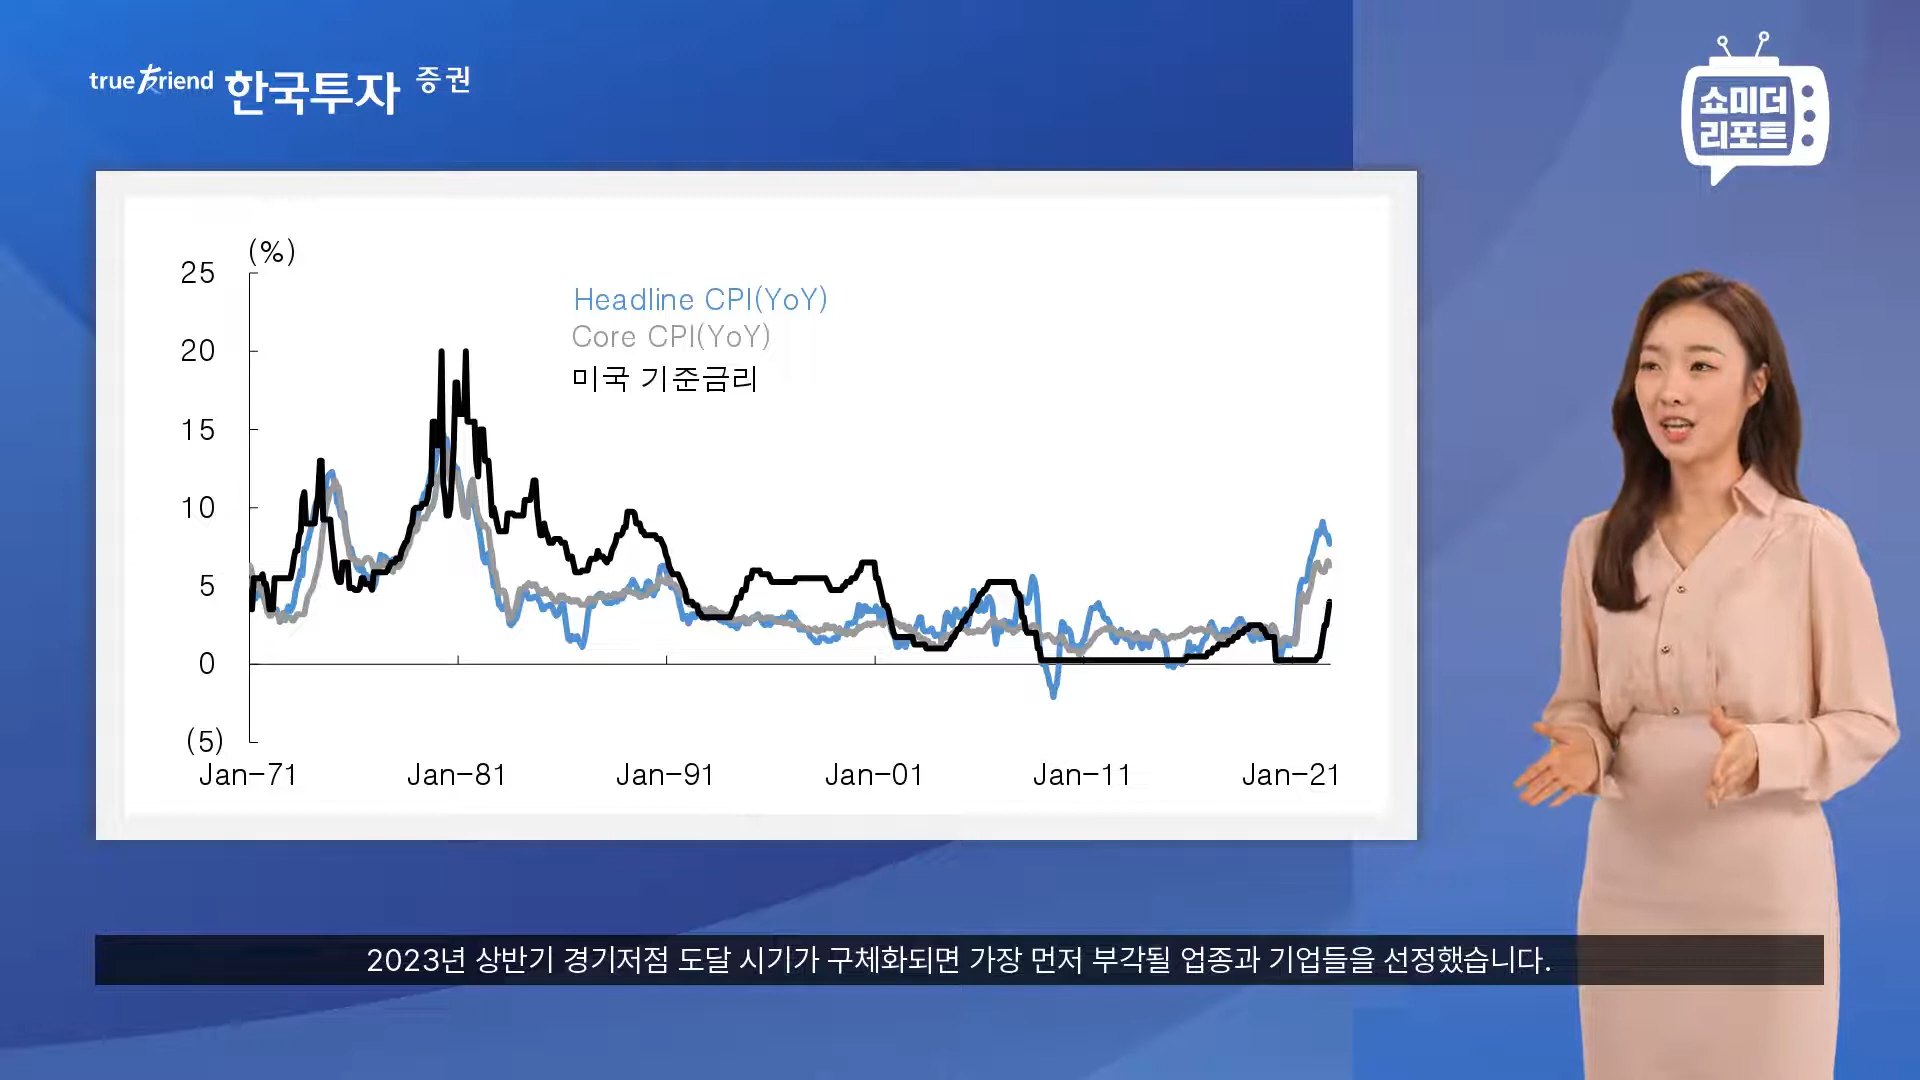 true friend 한국투자 증권
쇼미더
리포트
(%)
25
20
15
10
5
0
(5)
Headline CPI(YoY)
Core CPI(YoY)
미국 기준금리
Jan-71 Jan-81 Jan-91 Jan-01 Jan-11 Jan-21
2023년 상반기 경기저점 도달 시기가 구체화되면 가장 먼저 부각될 업종과 기업들을 선정했습니다.